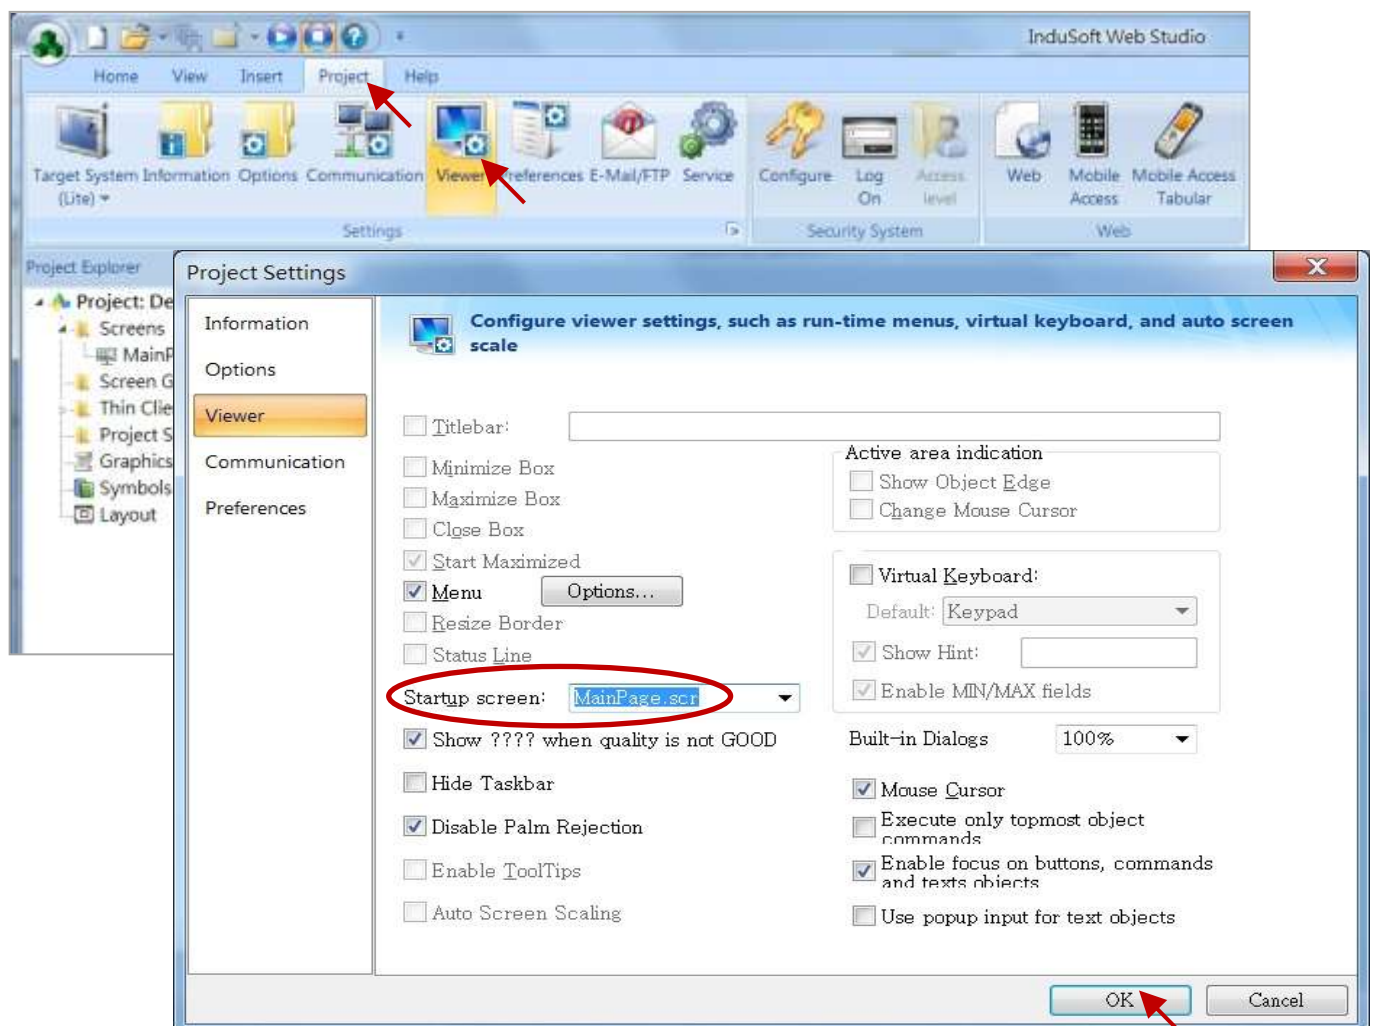 InduSoft Web Studio
Home View Insert Project Help
Target System (Lite)
Information
Options
Communication
Viewer
Preferences
E-Mail/FTP
Service
Configure
Log On
Access level
Web
Mobile Access
Mobile Access Tabular
Settings
Security System
Web
Project Explorer
Project: De
Screens
MainP
Screen G
Thin Clie
Project S
Graphics
Symbols
Layout
Project Settings
X
Information
Options
Viewer
Communication
Preferences
Configure viewer settings, such as run-time menus, virtual keyboard, and auto screen
scale
Titlebar:
Minimize Box
Maximize Box
Close Box
Start Maximized
Menu Options...
Resize Border
Status Line
Startup screen: MainPage.scr
Show ???? when quality is not GOOD
Hide Taskbar
Disable Palm Rejection
Enable ToolTips
Auto Screen Scaling
Active area indication
Show Object Edge
Change Mouse Cursor
Virtual Keyboard:
Default: Keypad
Show Hint:
Enable MIN/MAX fields
Built-in Dialogs 100%
Mouse Cursor
Execute only topmost object
commands
Enable focus on buttons, commands
and texts objects
Use popup input for text objects
OK Cancel